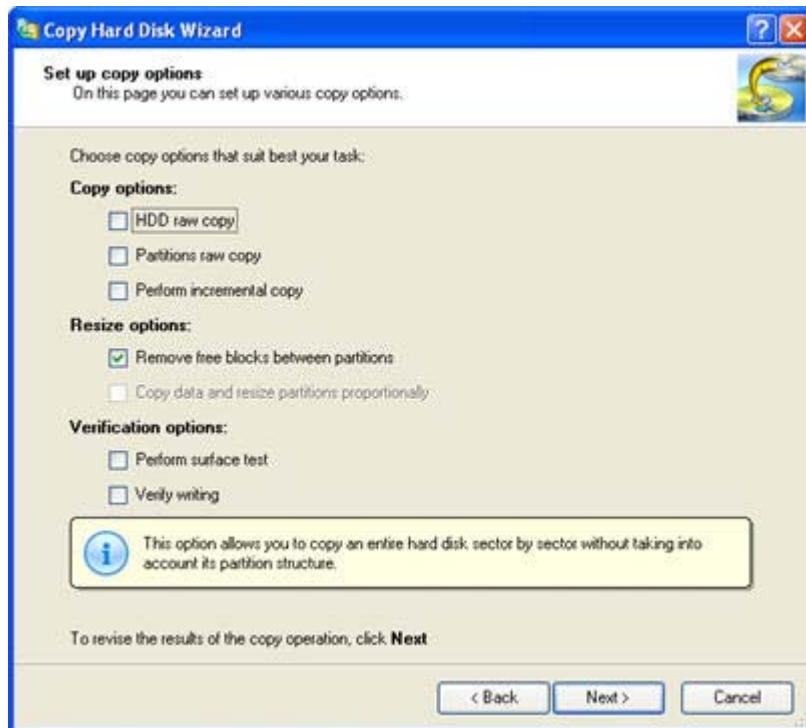 Copy Hard Disk Wizard
Set up copy options
On this page you can set up various copy options.
Choose copy options that suit best your task:
Copy options:
HDD raw copy
Partitions raw copy
Perform incremental copy
Resize options:
Remove free blocks between partitions
Copy data and resize partitions proportionally
Verification options:
Perform surface test
Verify writing
This option allows you to copy an entire hard disk sector by sector without taking into
account its partition structure.
To revise the results of the copy operation, click Next
< Back
Next >
Cancel